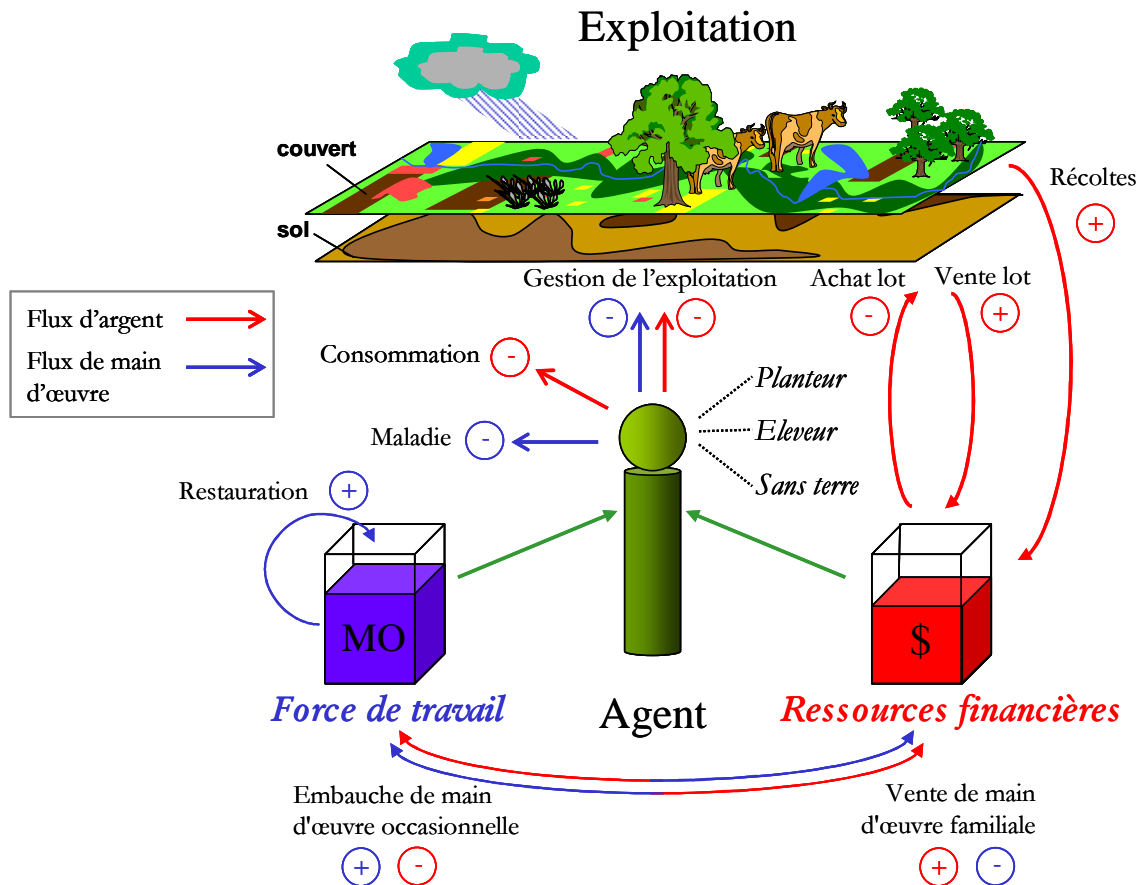 Exploitation
couvert
sol
Récoltes
+
Gestion de l'exploitation
- -
Achat lot
-
Vente lot
+
Flux d'argent
Flux de main
d'œuvre
Consommation -
Maladie -
Planteur
Eleveur
Sans terre
Restauration +
MO
$
Force de travail
Agent
Ressources financières
Embauche de main
d'œuvre occasionnelle
+ -
Vente de main
d'œuvre familiale
+ -